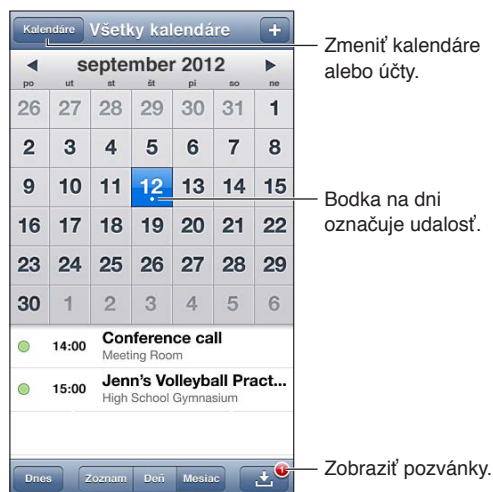 Kalendáre Všetky kalendáre +
september 2012
po ut st št pi so ne
26 27 28 29 30 31 1
2 3 4 5 6 7 8
9 10 11 12 13 14 15
16 17 18 19 20 21 22
23 24 25 26 27 28 29
30 1 2 3 4 5 6
14:00 Conference call
Meeting Room
15:00 Jenn's Volleyball Pract...
High School Gymnasium
Dnes Zoznam Deň Mesiac 1
Zmeniť kalendáre
alebo účty.
Bodka na dni
označuje udalosť.
Zobraziť pozvánky.